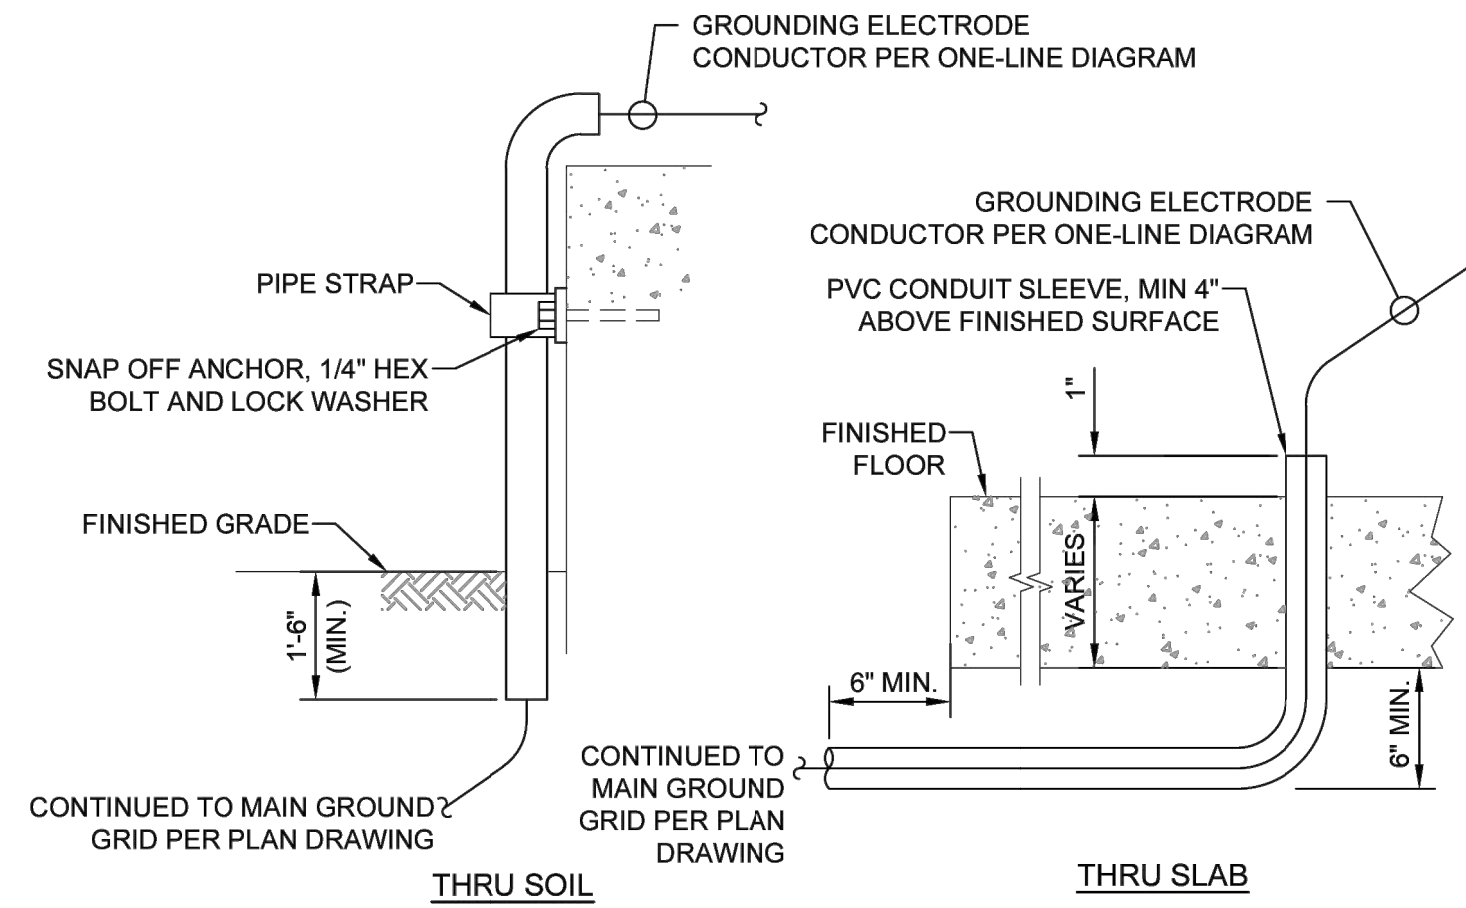 GROUNDING ELECTRODE
CONDUCTOR PER ONE-LINE DIAGRAM
PIPE STRAP
SNAP OFF ANCHOR, 1/4" HEX
BOLT AND LOCK WASHER
FINISHED GRADE
1'-6"
(MIN.)
CONTINUED TO MAIN GROUND
GRID PER PLAN DRAWING
THRU SOIL
GROUNDING ELECTRODE
CONDUCTOR PER ONE-LINE DIAGRAM
PVC CONDUIT SLEEVE, MIN 4"
ABOVE FINISHED SURFACE
1"
FINISHED
FLOOR
VARIES
6" MIN.
6" MIN.
CONTINUED TO
MAIN GROUND
GRID PER PLAN
DRAWING
THRU SLAB